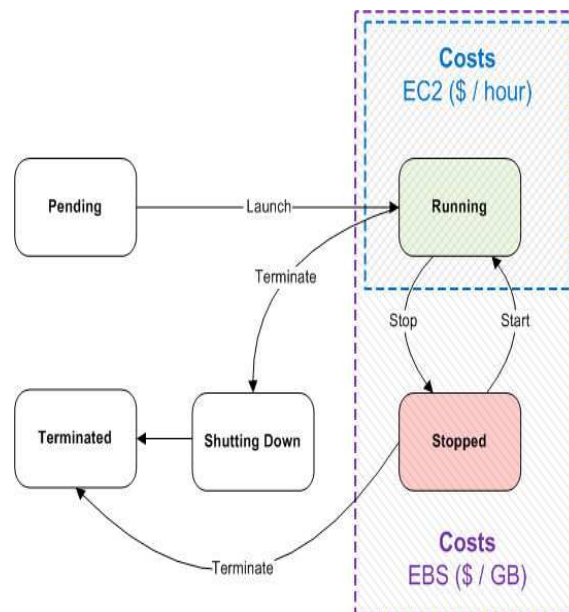 Costs
EC2 ($ / hour)
Pending
Launch
Running
Terminate
Stop
Start
Terminated
Shutting Down
Stopped
Terminate
Costs
EBS ($ / GB)